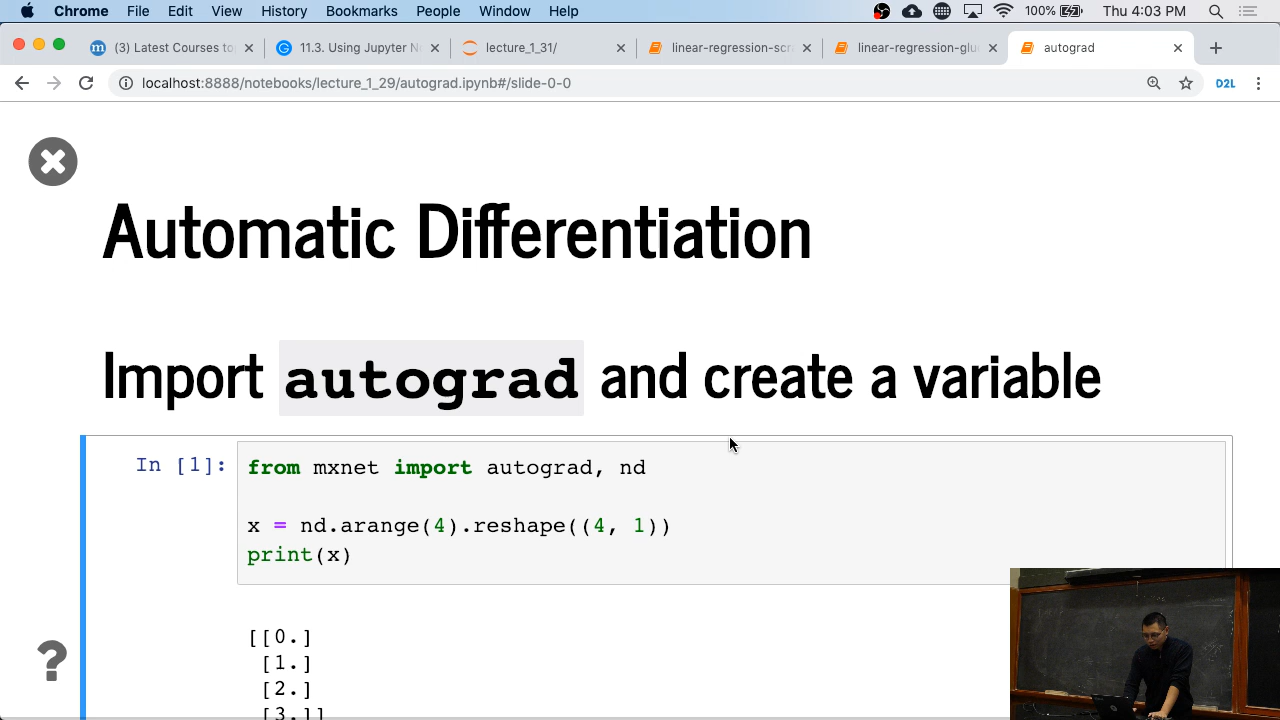 Chrome File Edit View History Bookmarks People Window Help 100% Thu 4:03 PM
(3) Latest Courses to 11.3. Using Jupyter N lecture_1_31/ linear-regression-scr linear-regression-glu autograd
localhost:8888/notebooks/lecture_1_29/autograd.ipynb#/slide-0-0 D2L
Automatic Differentiation
Import autograd and create a variable
In [1]: from mxnet import autograd, nd
x = nd.arange(4).reshape((4, 1))
print(x)
[[0.]
[1.]
[2.]
[3.]]
?